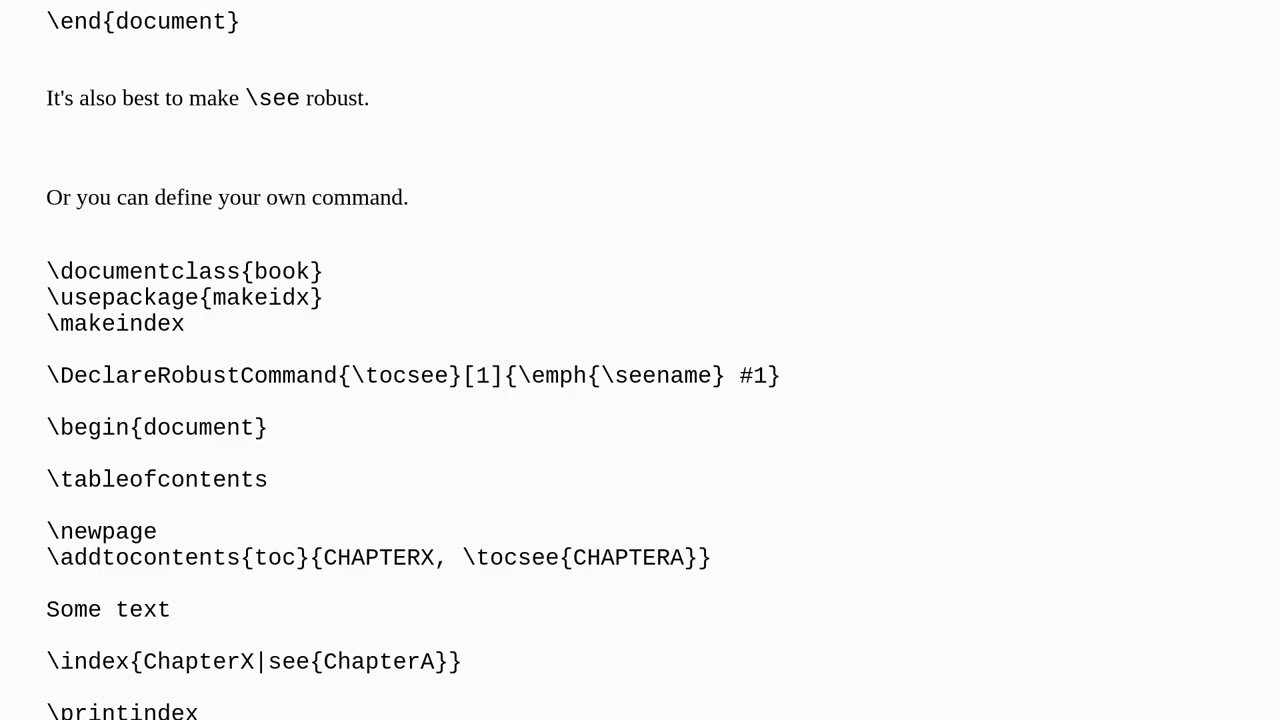 \end{document}
It's also best to make \see robust.
Or you can define your own command.
\documentclass{book}
\usepackage{makeidx}
\makeindex
\DeclareRobustCommand{\tocsee}[1]{\emph{\seename} #1}
\begin{document}
\tableofcontents
\newpage
\addtocontents{toc}{CHAPTERX, \tocsee{CHAPTERA}}
Some text
\index{ChapterX|see{ChapterA}}
\printindex